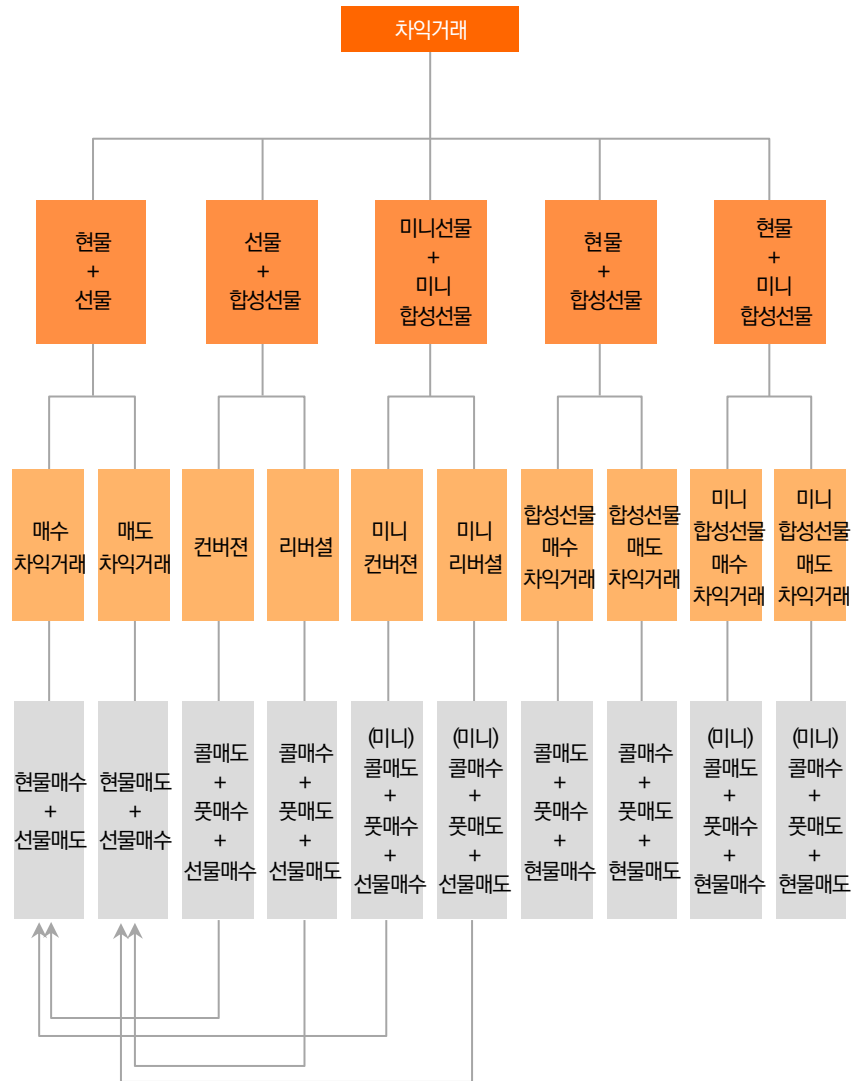 차익거래
현물
+
선물
선물
+
합성선물
미니선물
+
미니
합성선물
현물
+
합성선물
현물
+
미니
합성선물
매수
차익거래
매도
차익거래
컨버젼
리버셜
미니
컨버젼
미니
리버셜
합성선물
매수
차익거래
합성선물
매도
차익거래
미니
합성선물
매수
차익거래
미니
합성선물
매도
차익거래
현물매수
+
선물매도
현물매도
+
선물매수
콜매도
+
풋매수
+
선물매수
콜매수
+
풋매도
+
선물매도
(미니)
콜매도
+
풋매수
+
선물매수
(미니)
콜매수
+
풋매도
+
선물매도
콜매도
+
풋매수
+
현물매수
콜매수
+
풋매도
+
현물매도
(미니)
콜매도
+
풋매수
+
현물매수
(미니)
콜매수
+
풋매도
+
현물매도